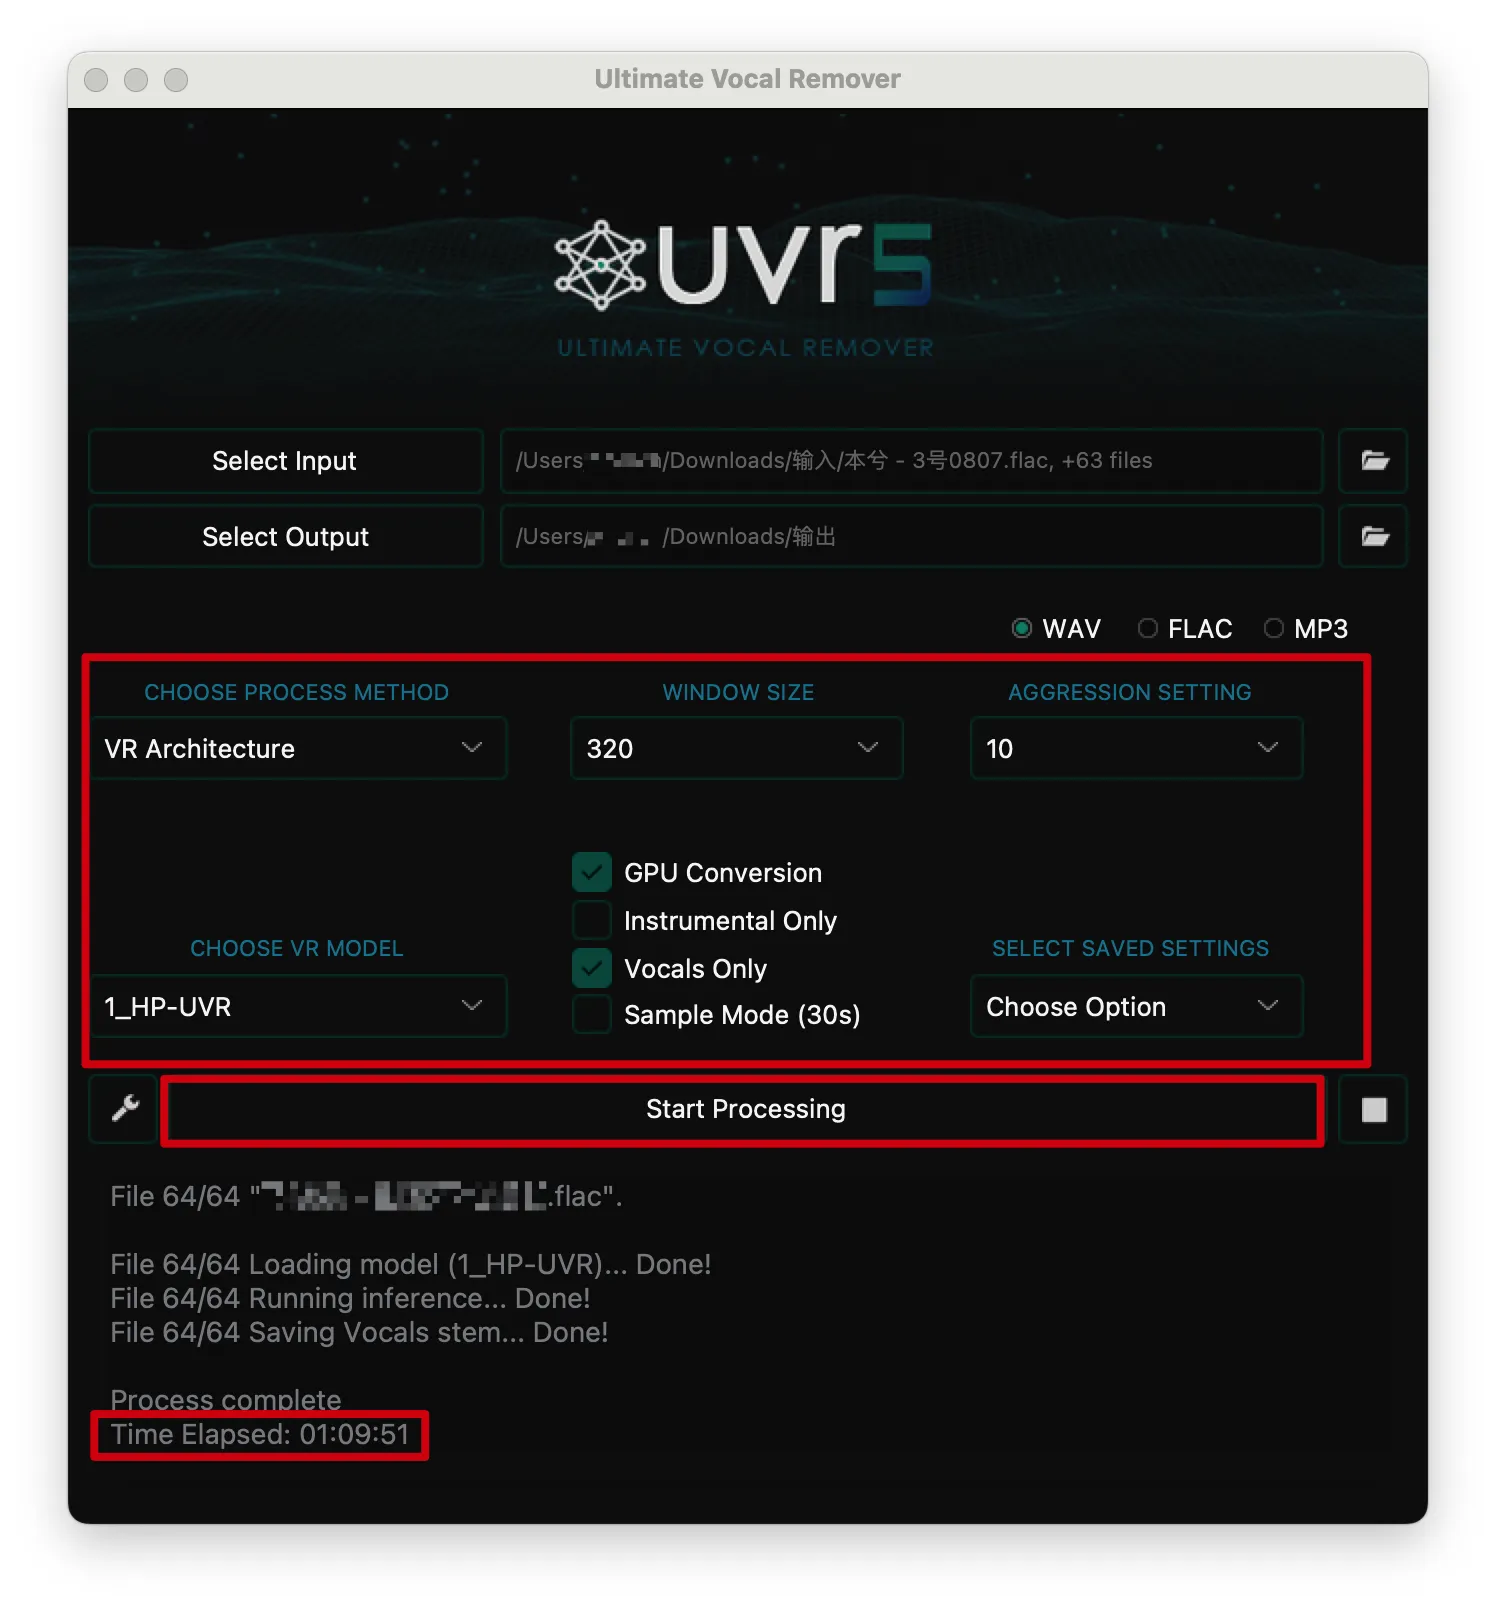 Ultimate Vocal Remover
uvr5
ULTIMATE VOCAL REMOVER
Select Input
/Users /Downloads/输入/本兮 - 3号0807.flac, +63 files
Select Output
/Users/ /Downloads/输出
WAV FLAC MP3
CHOOSE PROCESS METHOD WINDOW SIZE AGGRESSION SETTING
VR Architecture 320 10
GPU Conversion
Instrumental Only
CHOOSE VR MODEL Vocals Only SELECT SAVED SETTINGS
1_HP-UVR Sample Mode (30s) Choose Option
Start Processing
File 64/64 " - .flac".
File 64/64 Loading model (1_HP-UVR)... Done!
File 64/64 Running inference... Done!
File 64/64 Saving Vocals stem... Done!
Process complete
Time Elapsed: 01:09:51